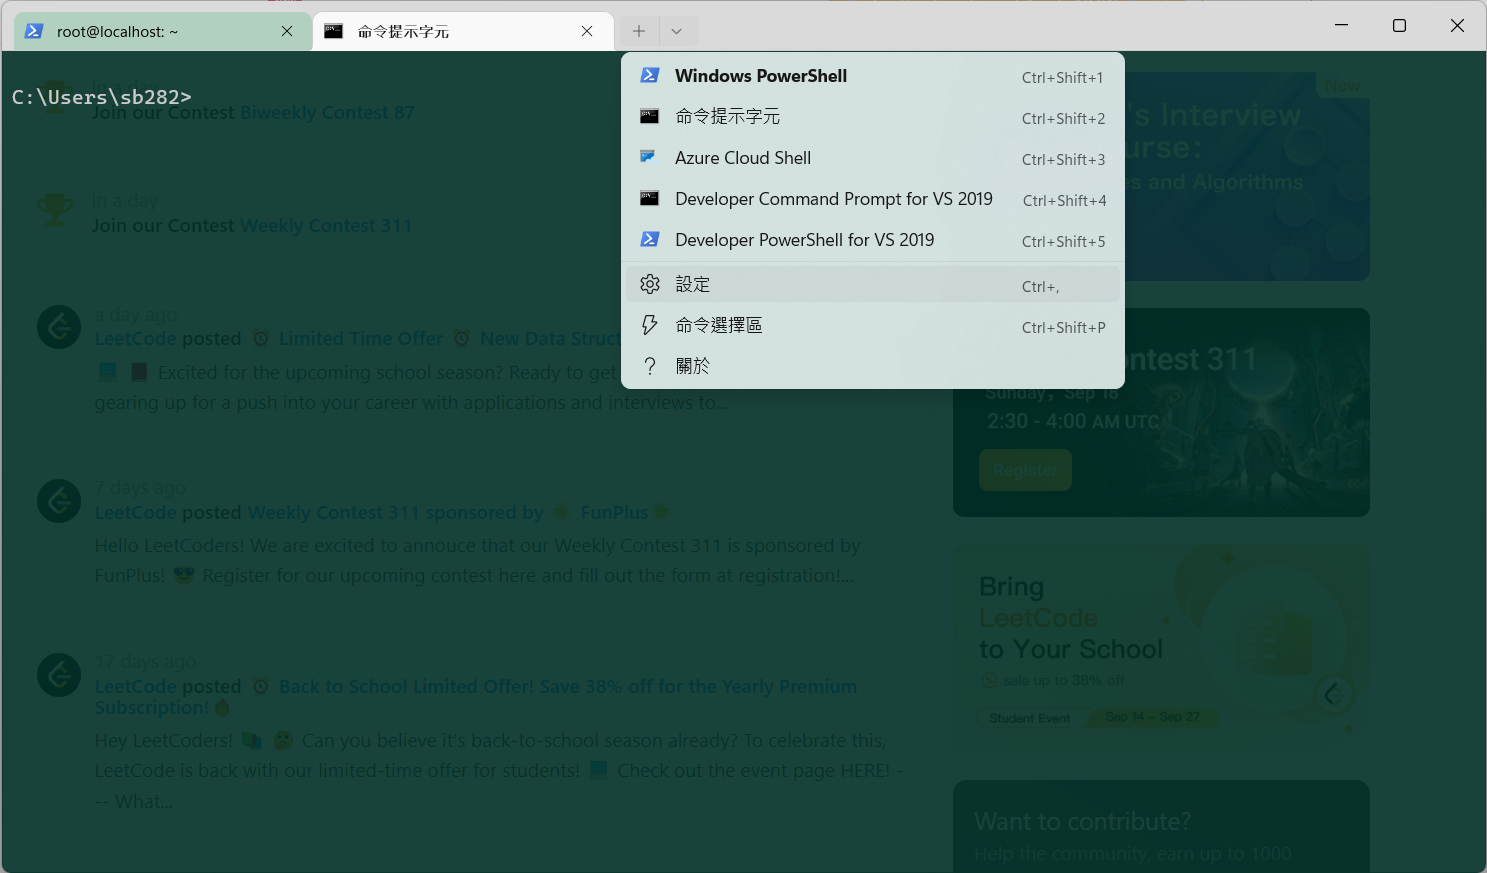 root@localhost: ~
命令提示字元
C:\Users\sb282>
Windows PowerShell Ctrl+Shift+1
命令提示字元 Ctrl+Shift+2
Azure Cloud Shell Ctrl+Shift+3
Developer Command Prompt for VS 2019 Ctrl+Shift+4
Developer PowerShell for VS 2019 Ctrl+Shift+5
設定 Ctrl+,
命令選擇區 Ctrl+Shift+P
? 關於
Join our Contest Biweekly Contest 87
in a day
Join our Contest Weekly Contest 311
a day ago
LeetCode posted ⏰ Limited Time Offer ⏰ New Data Struct
Excited for the upcoming school season? Ready to get
gearing up for a push into your career with applications and interviews to...
7 days ago
LeetCode posted Weekly Contest 311 sponsored by FunPlus
Hello LeetCoders! We are excited to annouce that our Weekly Contest 311 is sponsored by
FunPlus! Register for our upcoming contest here and fill out the form at registration!...
17 days ago
LeetCode posted ⏰ Back to School Limited Offer! Save 38% off for the Yearly Premium
Subscription!
Hey LeetCoders! Can you believe it's back-to-school season already? To celebrate this,
LeetCode is back with our limited-time offer for students! Check out the event page HERE! -
-- What...
New
's Interview
urse:
es and Algorithms
ontest 311
Sunday, Sep 18
2:30 - 4:00 AM UTC
Register
Bring
LeetCode
to Your School
sale up to 38% off
Student Event Sep 14 - Sep 27
Want to contribute?
Help the community, earn up to 1000